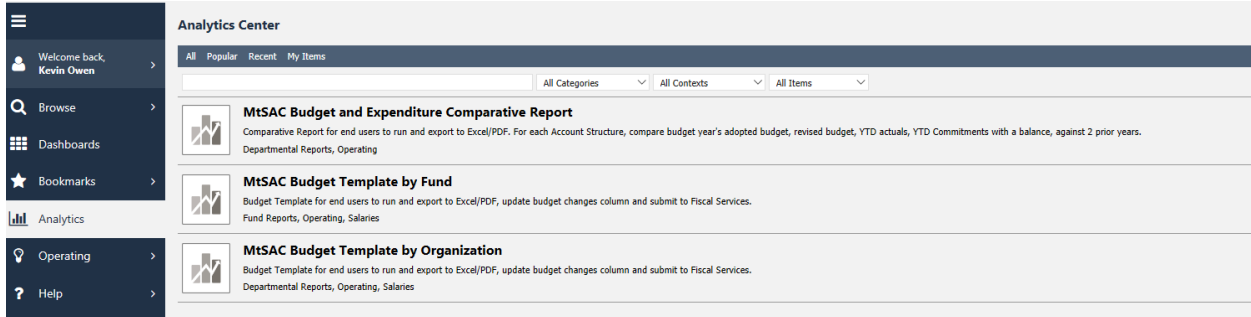 Analytics Center
Welcome back,
Kevin Owen
Browse
Dashboards
Bookmarks
Analytics
Operating
Help
All Popular Recent My Items
All Categories All Contexts All Items
MtSAC Budget and Expenditure Comparative Report
Comparative Report for end users to run and export to Excel/PDF. For each Account Structure, compare budget year's adopted budget, revised budget, YTD actuals, YTD Commitments with a balance, against 2 prior years.
Departmental Reports, Operating
MtSAC Budget Template by Fund
Budget Template for end users to run and export to Excel/PDF, update budget changes column and submit to Fiscal Services.
Fund Reports, Operating, Salaries
MtSAC Budget Template by Organization
Budget Template for end users to run and export to Excel/PDF, update budget changes column and submit to Fiscal Services.
Departmental Reports, Operating, Salaries